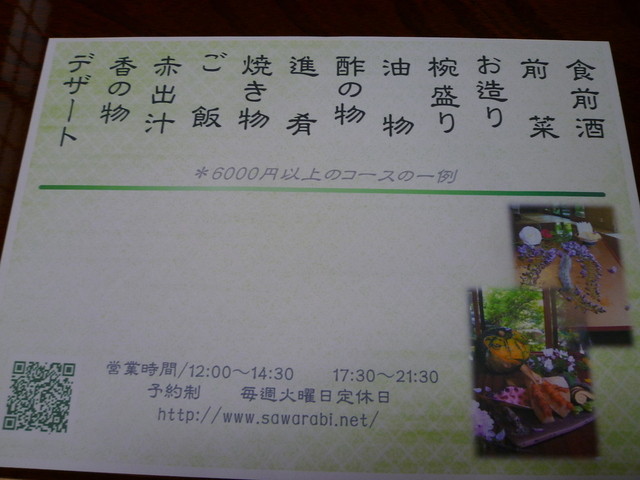 食前酒
前菜
お造り
椀盛り
油物
酢の物
進肴
焼き物
ご飯
赤出汁
香の物
デザート
＊6000円以上のコースの一例
営業時間/12:00～14:30　17:30～21:30
予約制　毎週火曜日定休日
http://www.sawarabi.net/